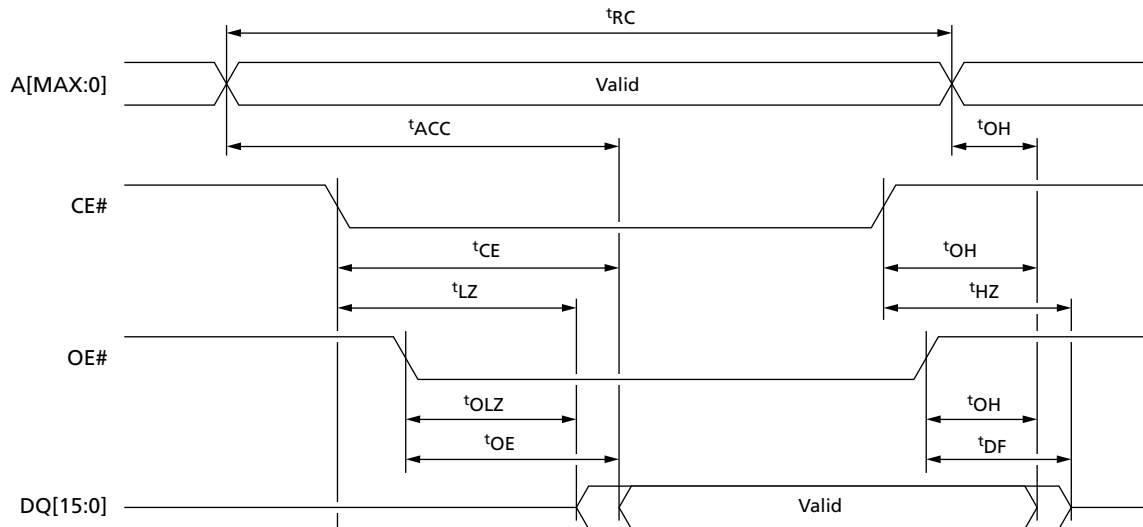 tRC
A[MAX:0]
Valid
tACC
tOH
CE#
tCE
tOH
tLZ
tHZ
OE#
tOLZ
tOH
tOE
tDF
DQ[15:0]
Valid